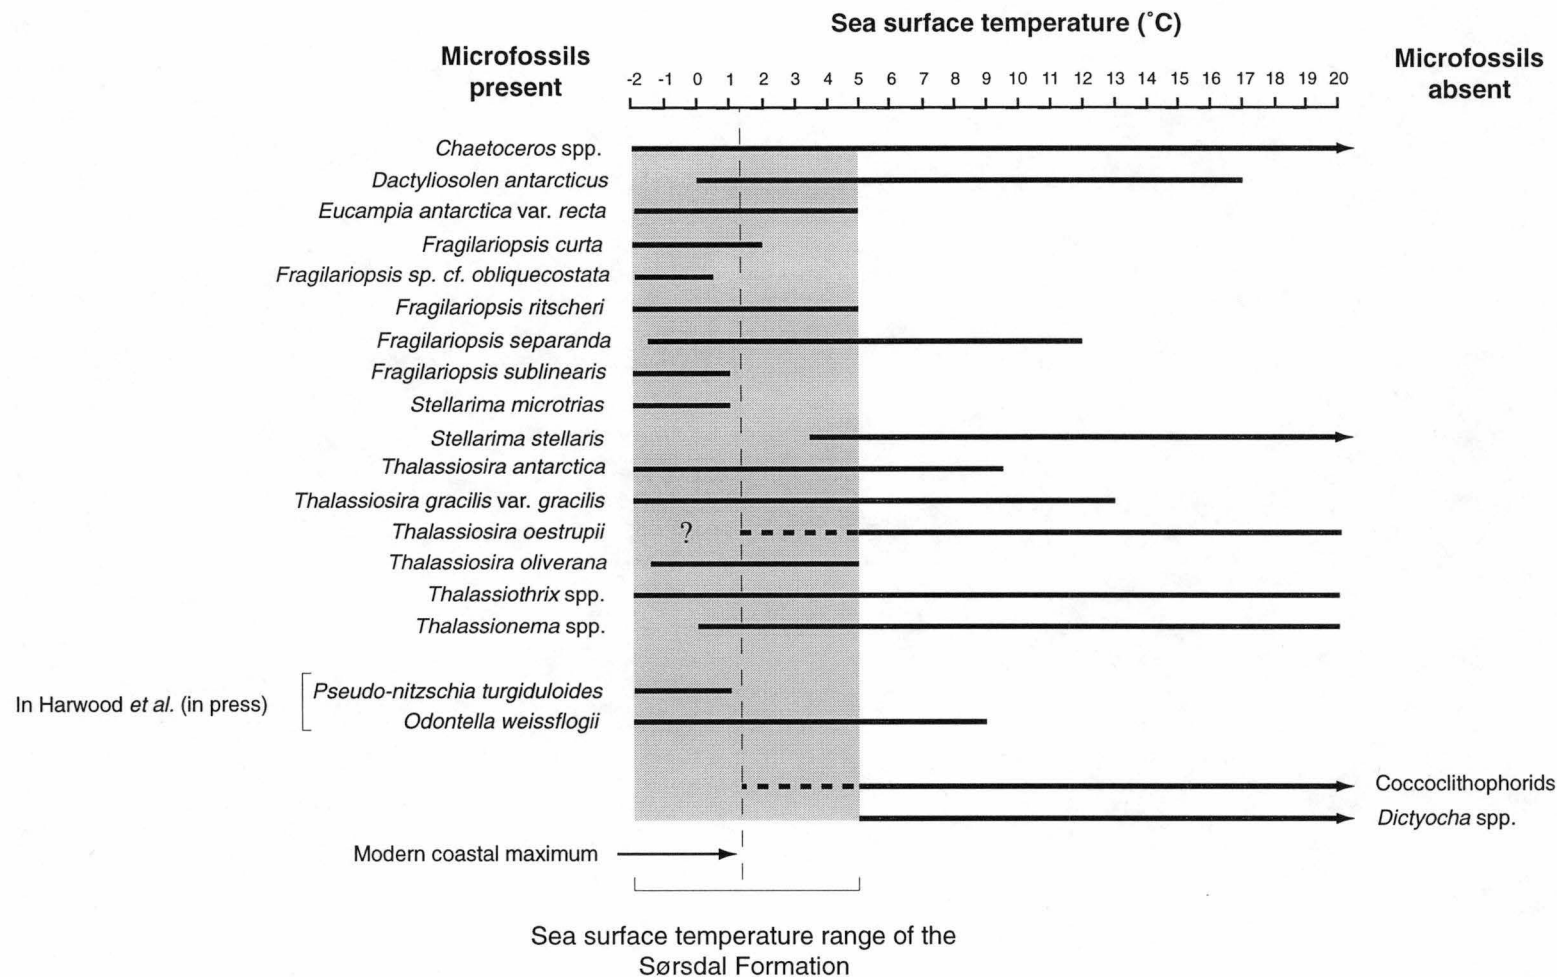 Sea surface temperature (˚C)
Microfossils
present
Microfossils
absent
-2 -1 0 1 2 3 4 5 6 7 8 9 10 11 12 13 14 15 16 17 18 19 20
Chaetoceros spp.
Dactyliosolen antarcticus
Eucampia antarctica var. recta
Fragilariopsis curta
Fragilariopsis sp. cf. obliquecostata
Fragilariopsis ritscheri
Fragilariopsis separanda
Fragilariopsis sublinearis
Stellarima microtrias
Stellarima stellaris
Thalassiosira antarctica
Thalassiosira gracilis var. gracilis
Thalassiosira oestrupii ?
Thalassiosira oliverana
Thalassiothrix spp.
Thalassionema spp.
In Harwood et al. (in press)
Pseudo-nitzschia turgiduloides
Odontella weissflogii
Coccoclithophorids
Dictyocha spp.
Modern coastal maximum
Sea surface temperature range of the
Sørsdal Formation